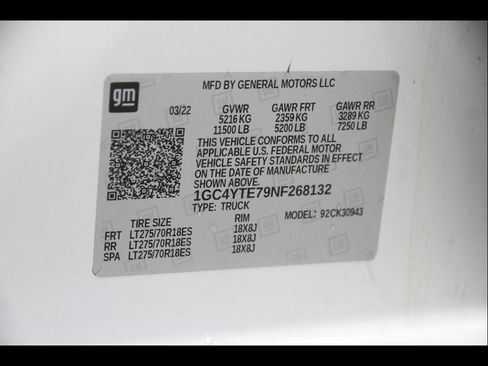 gm
MFD BY GENERAL MOTORS LLC
03/22 GVWR GAWR FRT GAWR RR
5216 KG 2359 KG 3289 KG
11500 LB 5200 LB 7250 LB
THIS VEHICLE CONFORMS TO ALL
APPLICABLE U.S. FEDERAL MOTOR
VEHICLE SAFETY STANDARDS IN EFFECT
ON THE DATE OF MANUFACTURE
SHOWN ABOVE.
1GC4YTE79NF268132
TYPE: TRUCK MODEL: 92CK30943
TIRE SIZE RIM
FRT LT275/70R18ES 18X8J
RR LT275/70R18ES 18X8J
SPA LT275/70R18ES 18X8J